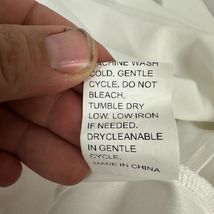 MACHINE WASH
COLD. GENTLE
CYCLE. DO NOT
BLEACH.
TUMBLE DRY
LOW. LOW IRON
IF NEEDED.
DRYCLEANABLE
IN GENTLE
CYCLE.
MADE IN CHINA